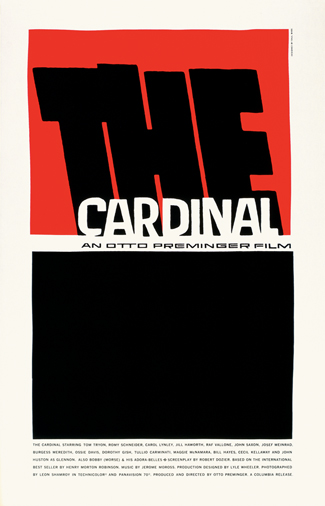 THE
CARDINAL
AN OTTO PREMINGER FILM
THE CARDINAL STARRING TOM TRYON, ROMY SCHNEIDER, CAROL LYNLEY, JILL HAWORTH, RAF VALLONE, JOHN SAXON, JOSEF MEINRAD,
BURGESS MEREDITH, OSSIE DAVIS, DOROTHY GISH, TULLIO CARMINATI, MAGGIE McNAMARA, BILL HAYES, CECIL KELLAWAY AND JOHN
HUSTON AS GLENNON. ALSO BOBBY (MORSE) & HIS ADORA-BELLES • SCREENPLAY BY ROBERT DOZIER. BASED ON THE INTERNATIONAL
BEST SELLER BY HENRY MORTON ROBINSON. MUSIC BY JEROME MOROSS. PRODUCTION DESIGNED BY LYLE WHEELER. PHOTOGRAPHED
BY LEON SHAMROY IN TECHNICOLOR® AND PANAVISION 70®. PRODUCED AND DIRECTED BY OTTO PREMINGER. A COLUMBIA RELEASE